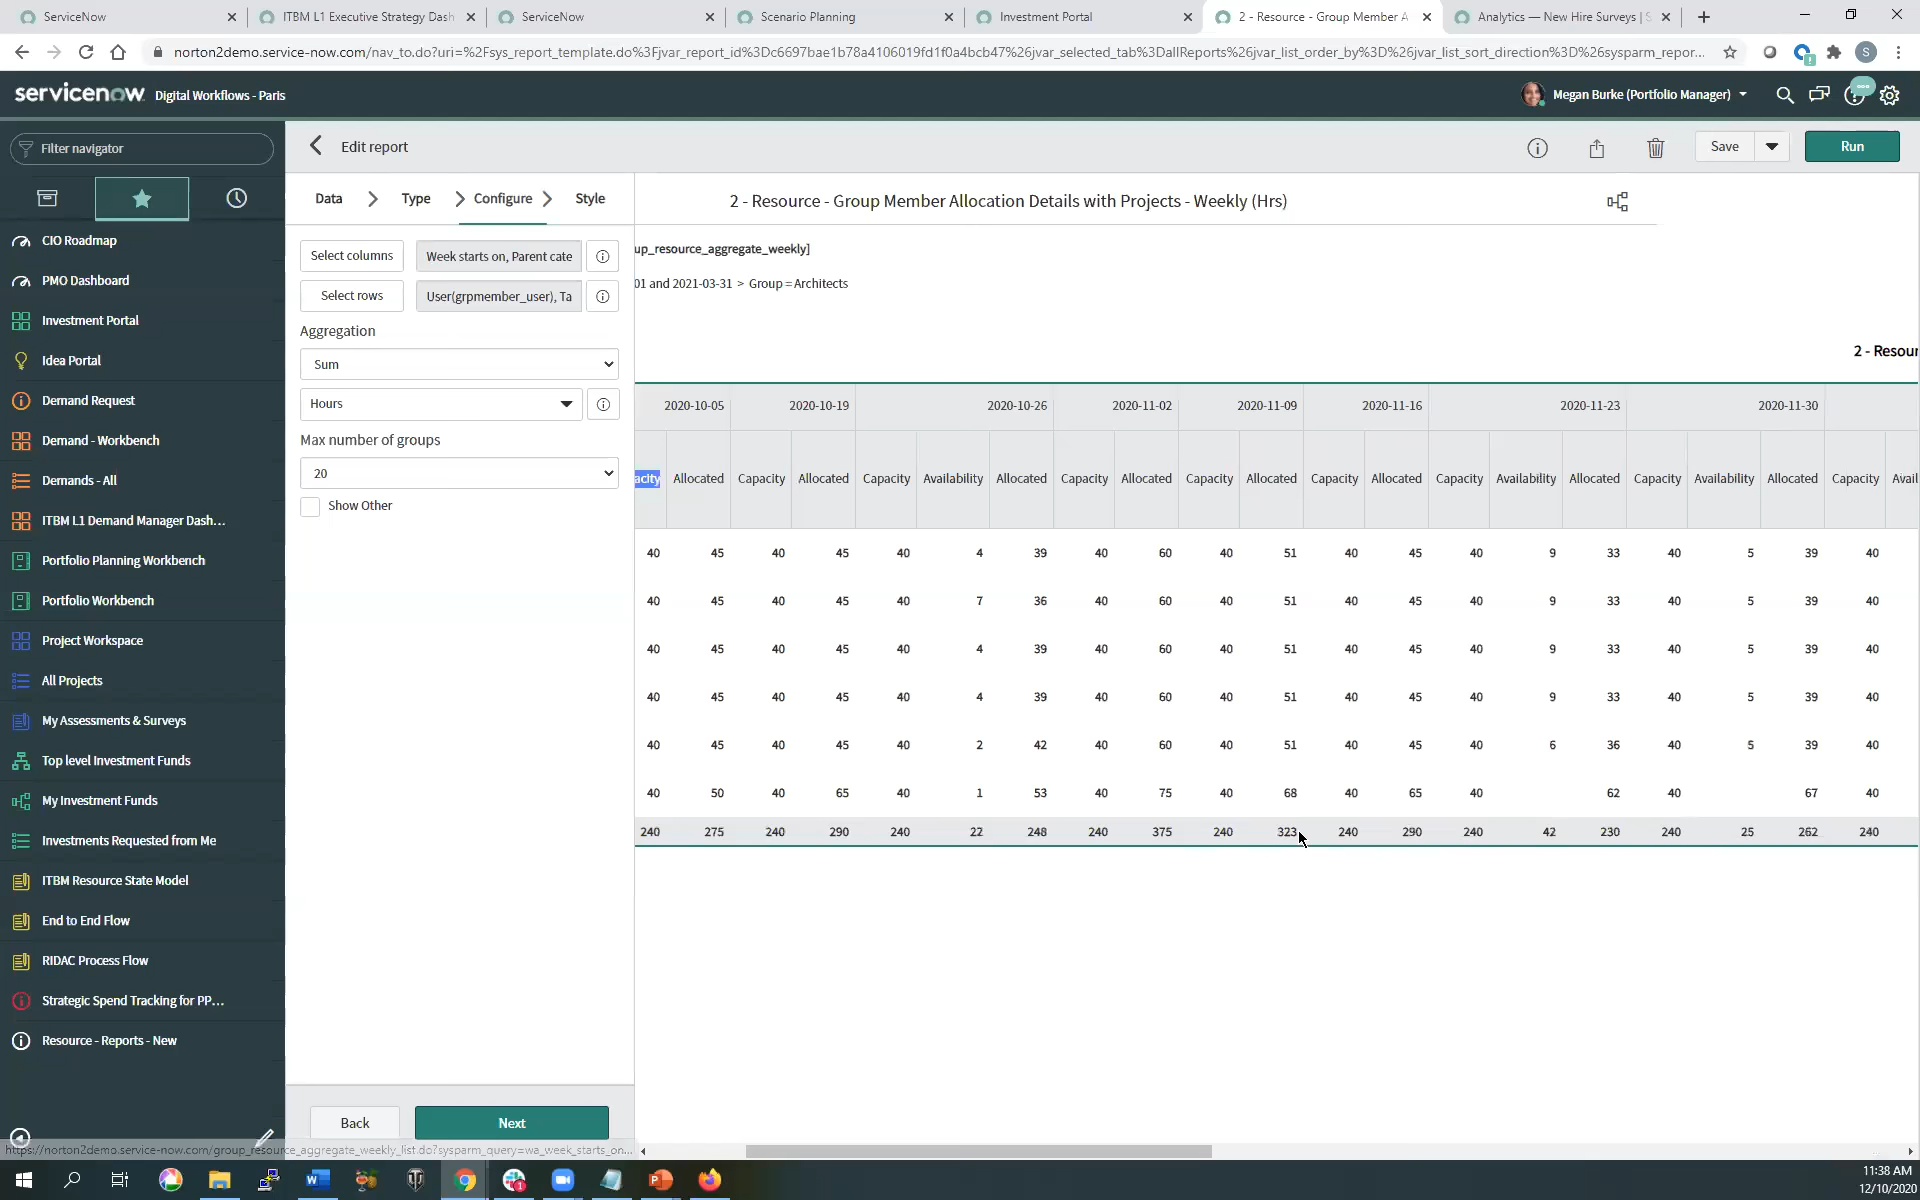 ServiceNow
ITBM L1 Executive Strategy Dash
ServiceNow
Scenario Planning
Investment Portal
2 - Resource - Group Member A
Analytics — New Hire Surveys | S
norton2demo.service-now.com/nav_to.do?uri=%2Fsys_report_template.do%3Fjvar_report_id%3Dc6697bae1b78a4106019fd1f0a4bcb47%26jvar_selected_tab%3DallReports%26jvar_list_order_by%3D%26jvar_list_sort_direction%3D%26sysparm_repor...
S
servicenow Digital Workflows - Paris
Megan Burke (Portfolio Manager)
Filter navigator
CIO Roadmap
PMO Dashboard
Investment Portal
Idea Portal
Demand Request
Demand - Workbench
Demands - All
ITBM L1 Demand Manager Dash...
Portfolio Planning Workbench
Portfolio Workbench
Project Workspace
All Projects
My Assessments & Surveys
Top level Investment Funds
My Investment Funds
Investments Requested from Me
ITBM Resource State Model
End to End Flow
RIDAC Process Flow
Strategic Spend Tracking for PP...
Resource - Reports - New
Edit report
Save
Run
Data
Type
Configure
Style
Select columns
Week starts on, Parent cate
Select rows
User(grpmember_user), Ta
Aggregation
Sum
Hours
Max number of groups
20
Show Other
Back
Next
2 - Resource - Group Member Allocation Details with Projects - Weekly (Hrs)
up_resource_aggregate_weekly]
01 and 2021-03-31 > Group = Architects
2 - Resour
2020-10-05 2020-10-19 2020-10-26 2020-11-02 2020-11-09 2020-11-16 2020-11-23 2020-11-30
acity Allocated Capacity Allocated Capacity Availability Allocated Capacity Allocated Capacity Allocated Capacity Allocated Capacity Availability Allocated Capacity Availability Allocated Capacity Avail
40 45 40 45 40 4 39 40 60 40 51 40 45 40 9 33 40 5 39 40
40 45 40 45 40 7 36 40 60 40 51 40 45 40 9 33 40 5 39 40
40 45 40 45 40 4 39 40 60 40 51 40 45 40 9 33 40 5 39 40
40 45 40 45 40 4 39 40 60 40 51 40 45 40 9 33 40 5 39 40
40 45 40 45 40 2 42 40 60 40 51 40 45 40 6 36 40 5 39 40
40 50 40 65 40 1 53 40 75 40 68 40 65 40 62 40 67 40
240 275 240 290 240 22 248 240 375 240 323 240 290 240 42 230 240 25 262 240
https://norton2demo.service-now.com/group_resource_aggregate_weekly_list.do?sysparm_query=wa_week_starts_on...
11:38 AM
12/10/2020